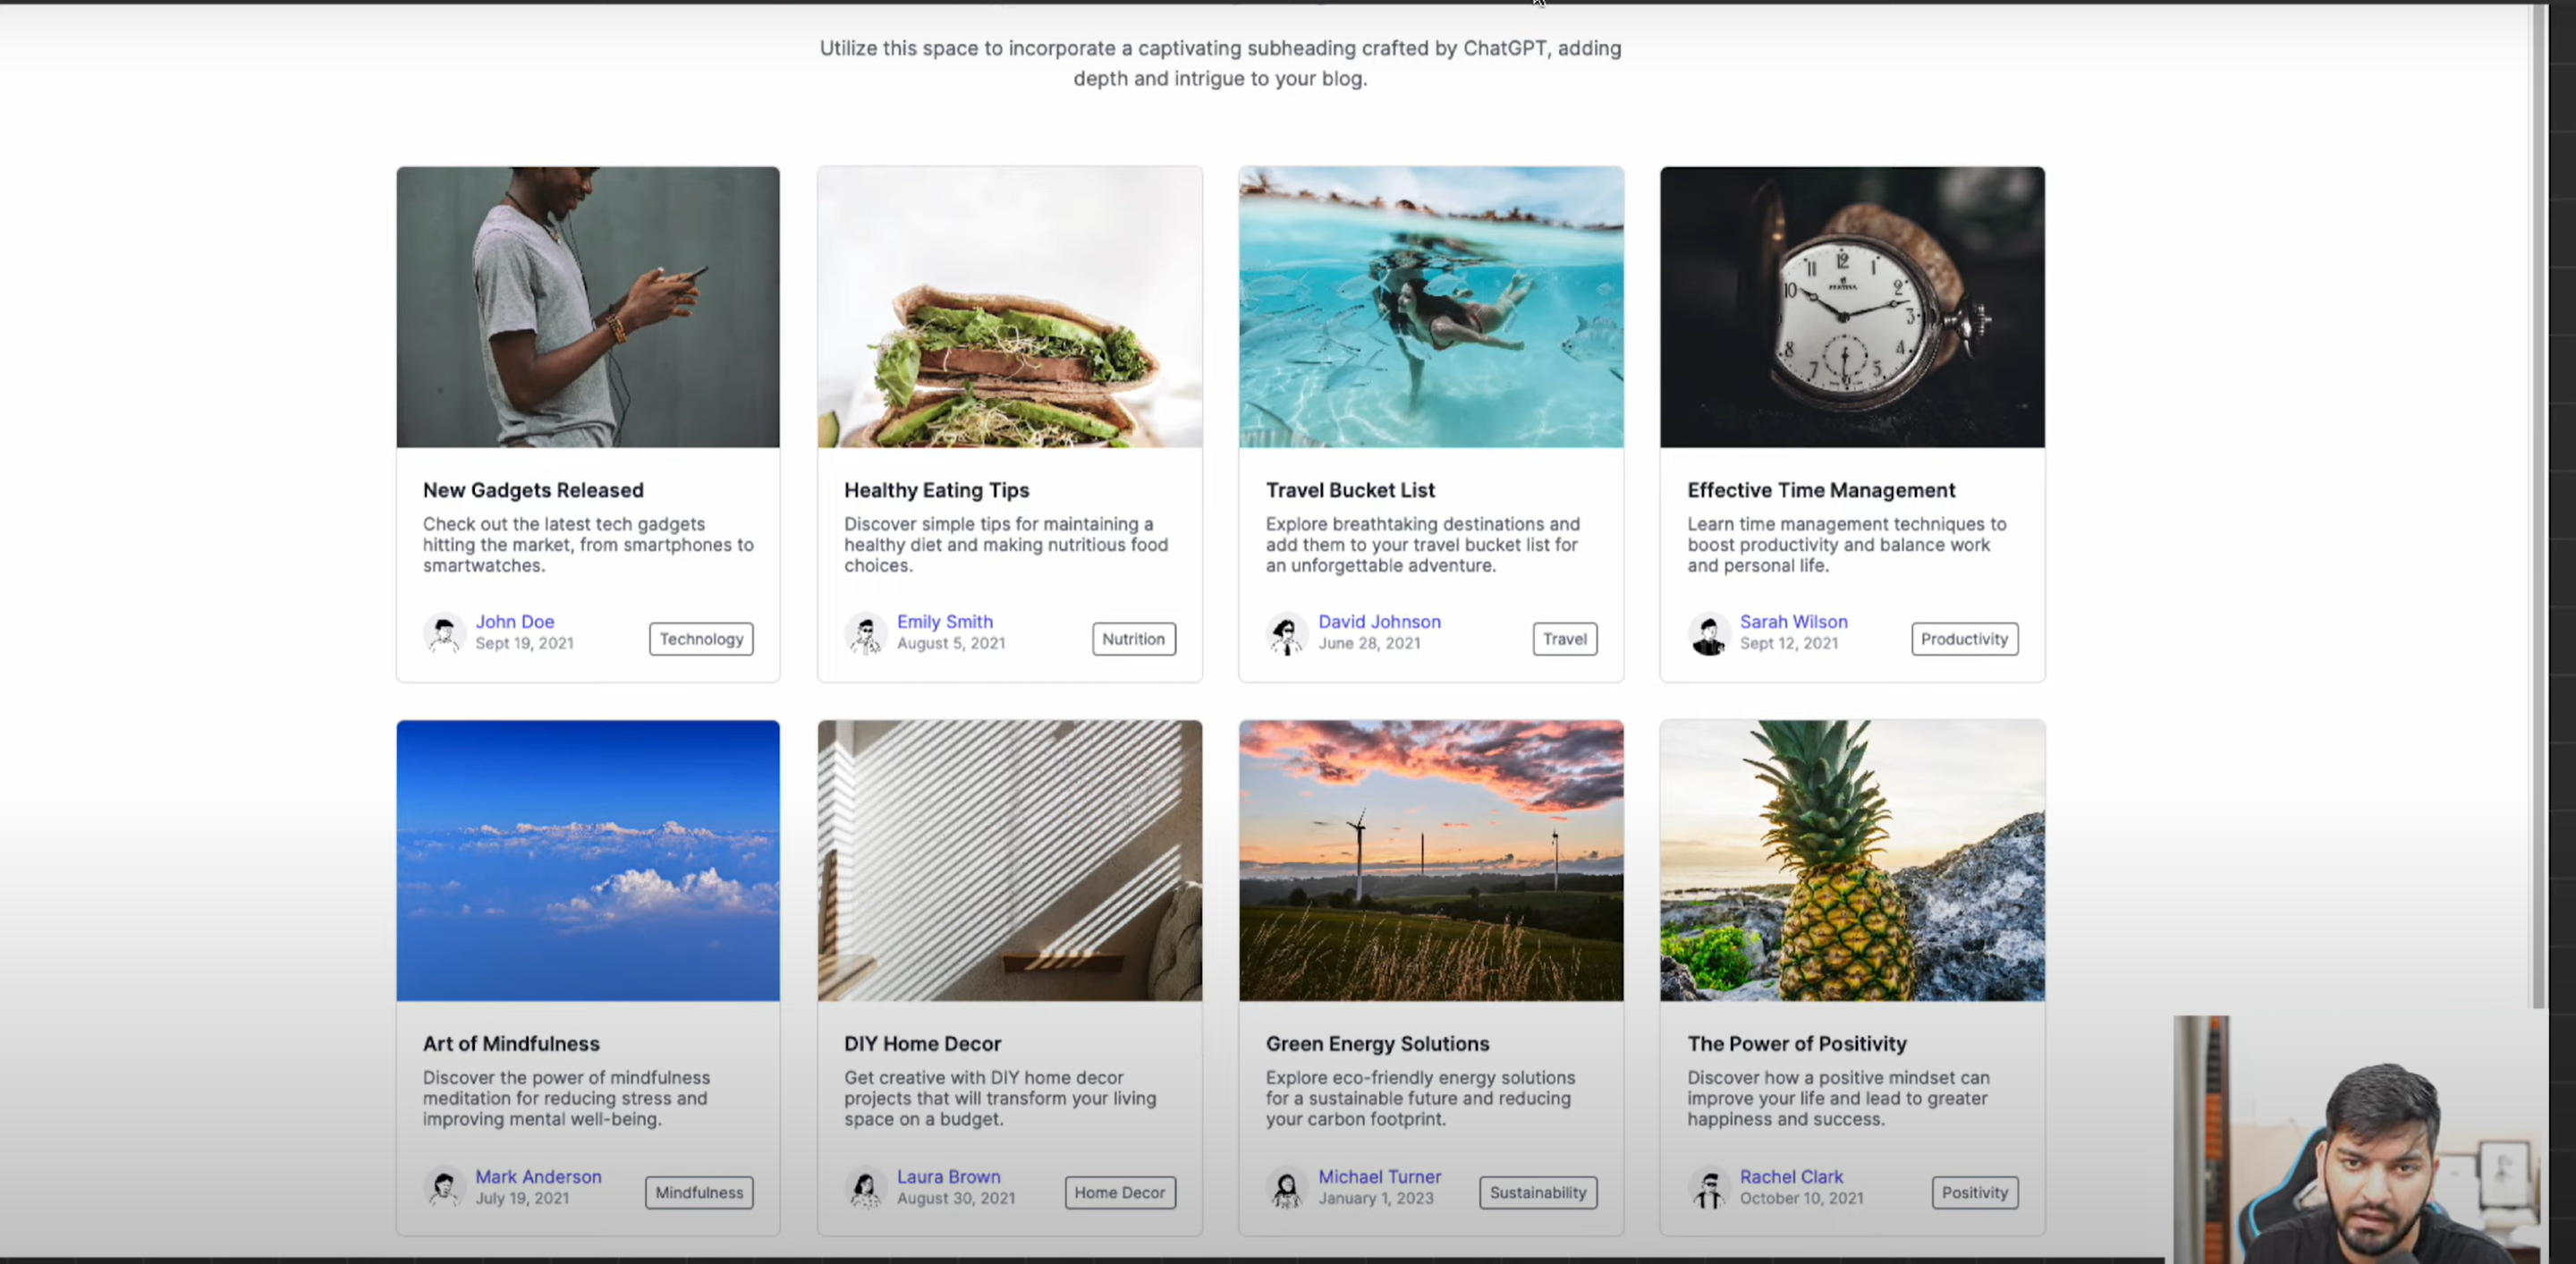 Utilize this space to incorporate a captivating subheading crafted by ChatGPT, adding
depth and intrigue to your blog.
New Gadgets Released
Check out the latest tech gadgets
hitting the market, from smartphones to
smartwatches.
John Doe
Sept 19, 2021
Technology
Healthy Eating Tips
Discover simple tips for maintaining a
healthy diet and making nutritious food
choices.
Emily Smith
August 5, 2021
Nutrition
Travel Bucket List
Explore breathtaking destinations and
add them to your travel bucket list for
an unforgettable adventure.
David Johnson
June 28, 2021
Travel
12
11
1
10
2
3
8
4
7
5
Effective Time Management
Learn time management techniques to
boost productivity and balance work
and personal life.
Sarah Wilson
Sept 12, 2021
Productivity
Art of Mindfulness
Discover the power of mindfulness
meditation for reducing stress and
improving mental well-being.
Mark Anderson
July 19, 2021
Mindfulness
DIY Home Decor
Get creative with DIY home decor
projects that will transform your living
space on a budget.
Laura Brown
August 30, 2021
Home Decor
Green Energy Solutions
Explore eco-friendly energy solutions
for a sustainable future and reducing
your carbon footprint.
Michael Turner
January 1, 2023
Sustainability
The Power of Positivity
Discover how a positive mindset can
improve your life and lead to greater
happiness and success.
Rachel Clark
October 10, 2021
Positivity